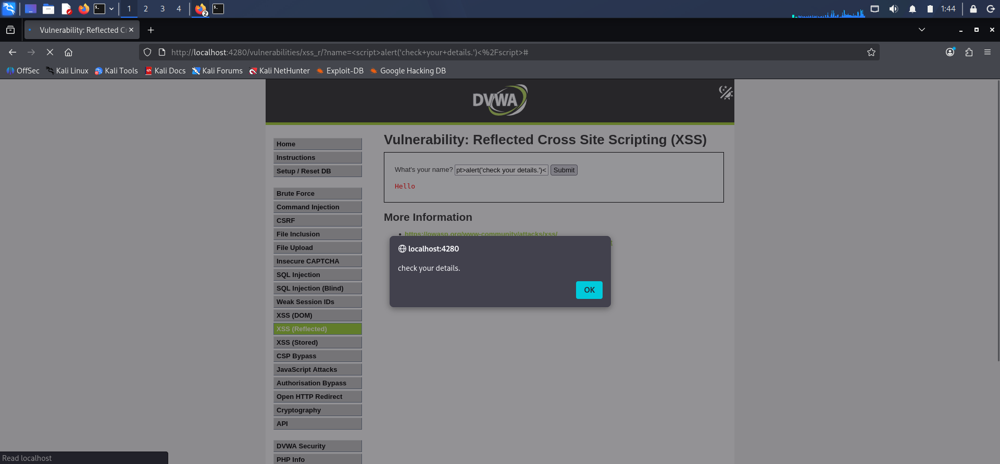 1 2 3 4 2 1:44
Vulnerability: Reflected C
http://localhost:4280/vulnerabilities/xss_r/?name=<script>alert('check+your+details.')<%2Fscript>#
OffSec Kali Linux Kali Tools Kali Docs Kali Forums Kali NetHunter Exploit-DB Google Hacking DB
DVWA
Home
Instructions
Setup / Reset DB
Brute Force
Command Injection
CSRF
File Inclusion
File Upload
Insecure CAPTCHA
SQL Injection
SQL Injection (Blind)
Weak Session IDs
XSS (DOM)
XSS (Reflected)
XSS (Stored)
CSP Bypass
JavaScript Attacks
Authorisation Bypass
Open HTTP Redirect
Cryptography
API
DVWA Security
PHP Info
Vulnerability: Reflected Cross Site Scripting (XSS)
What's your name? pt>alert('check your details.')< Submit
Hello
More Information
https://owasp.org/www-community/attacks/xss/
localhost:4280
check your details.
OK
Read localhost